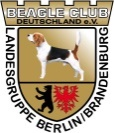 BEAGLE CLUB
DEUTSCHLAND e.V.
LANDESGRUPPE BERLIN/BRANDENBURG